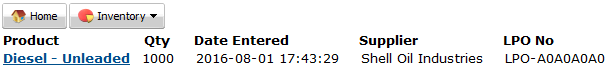 Home Inventory
Product Qty Date Entered Supplier LPO No
Diesel - Unleaded 1000 2016-08-01 17:43:29 Shell Oil Industries LPO-A0A0A0A0